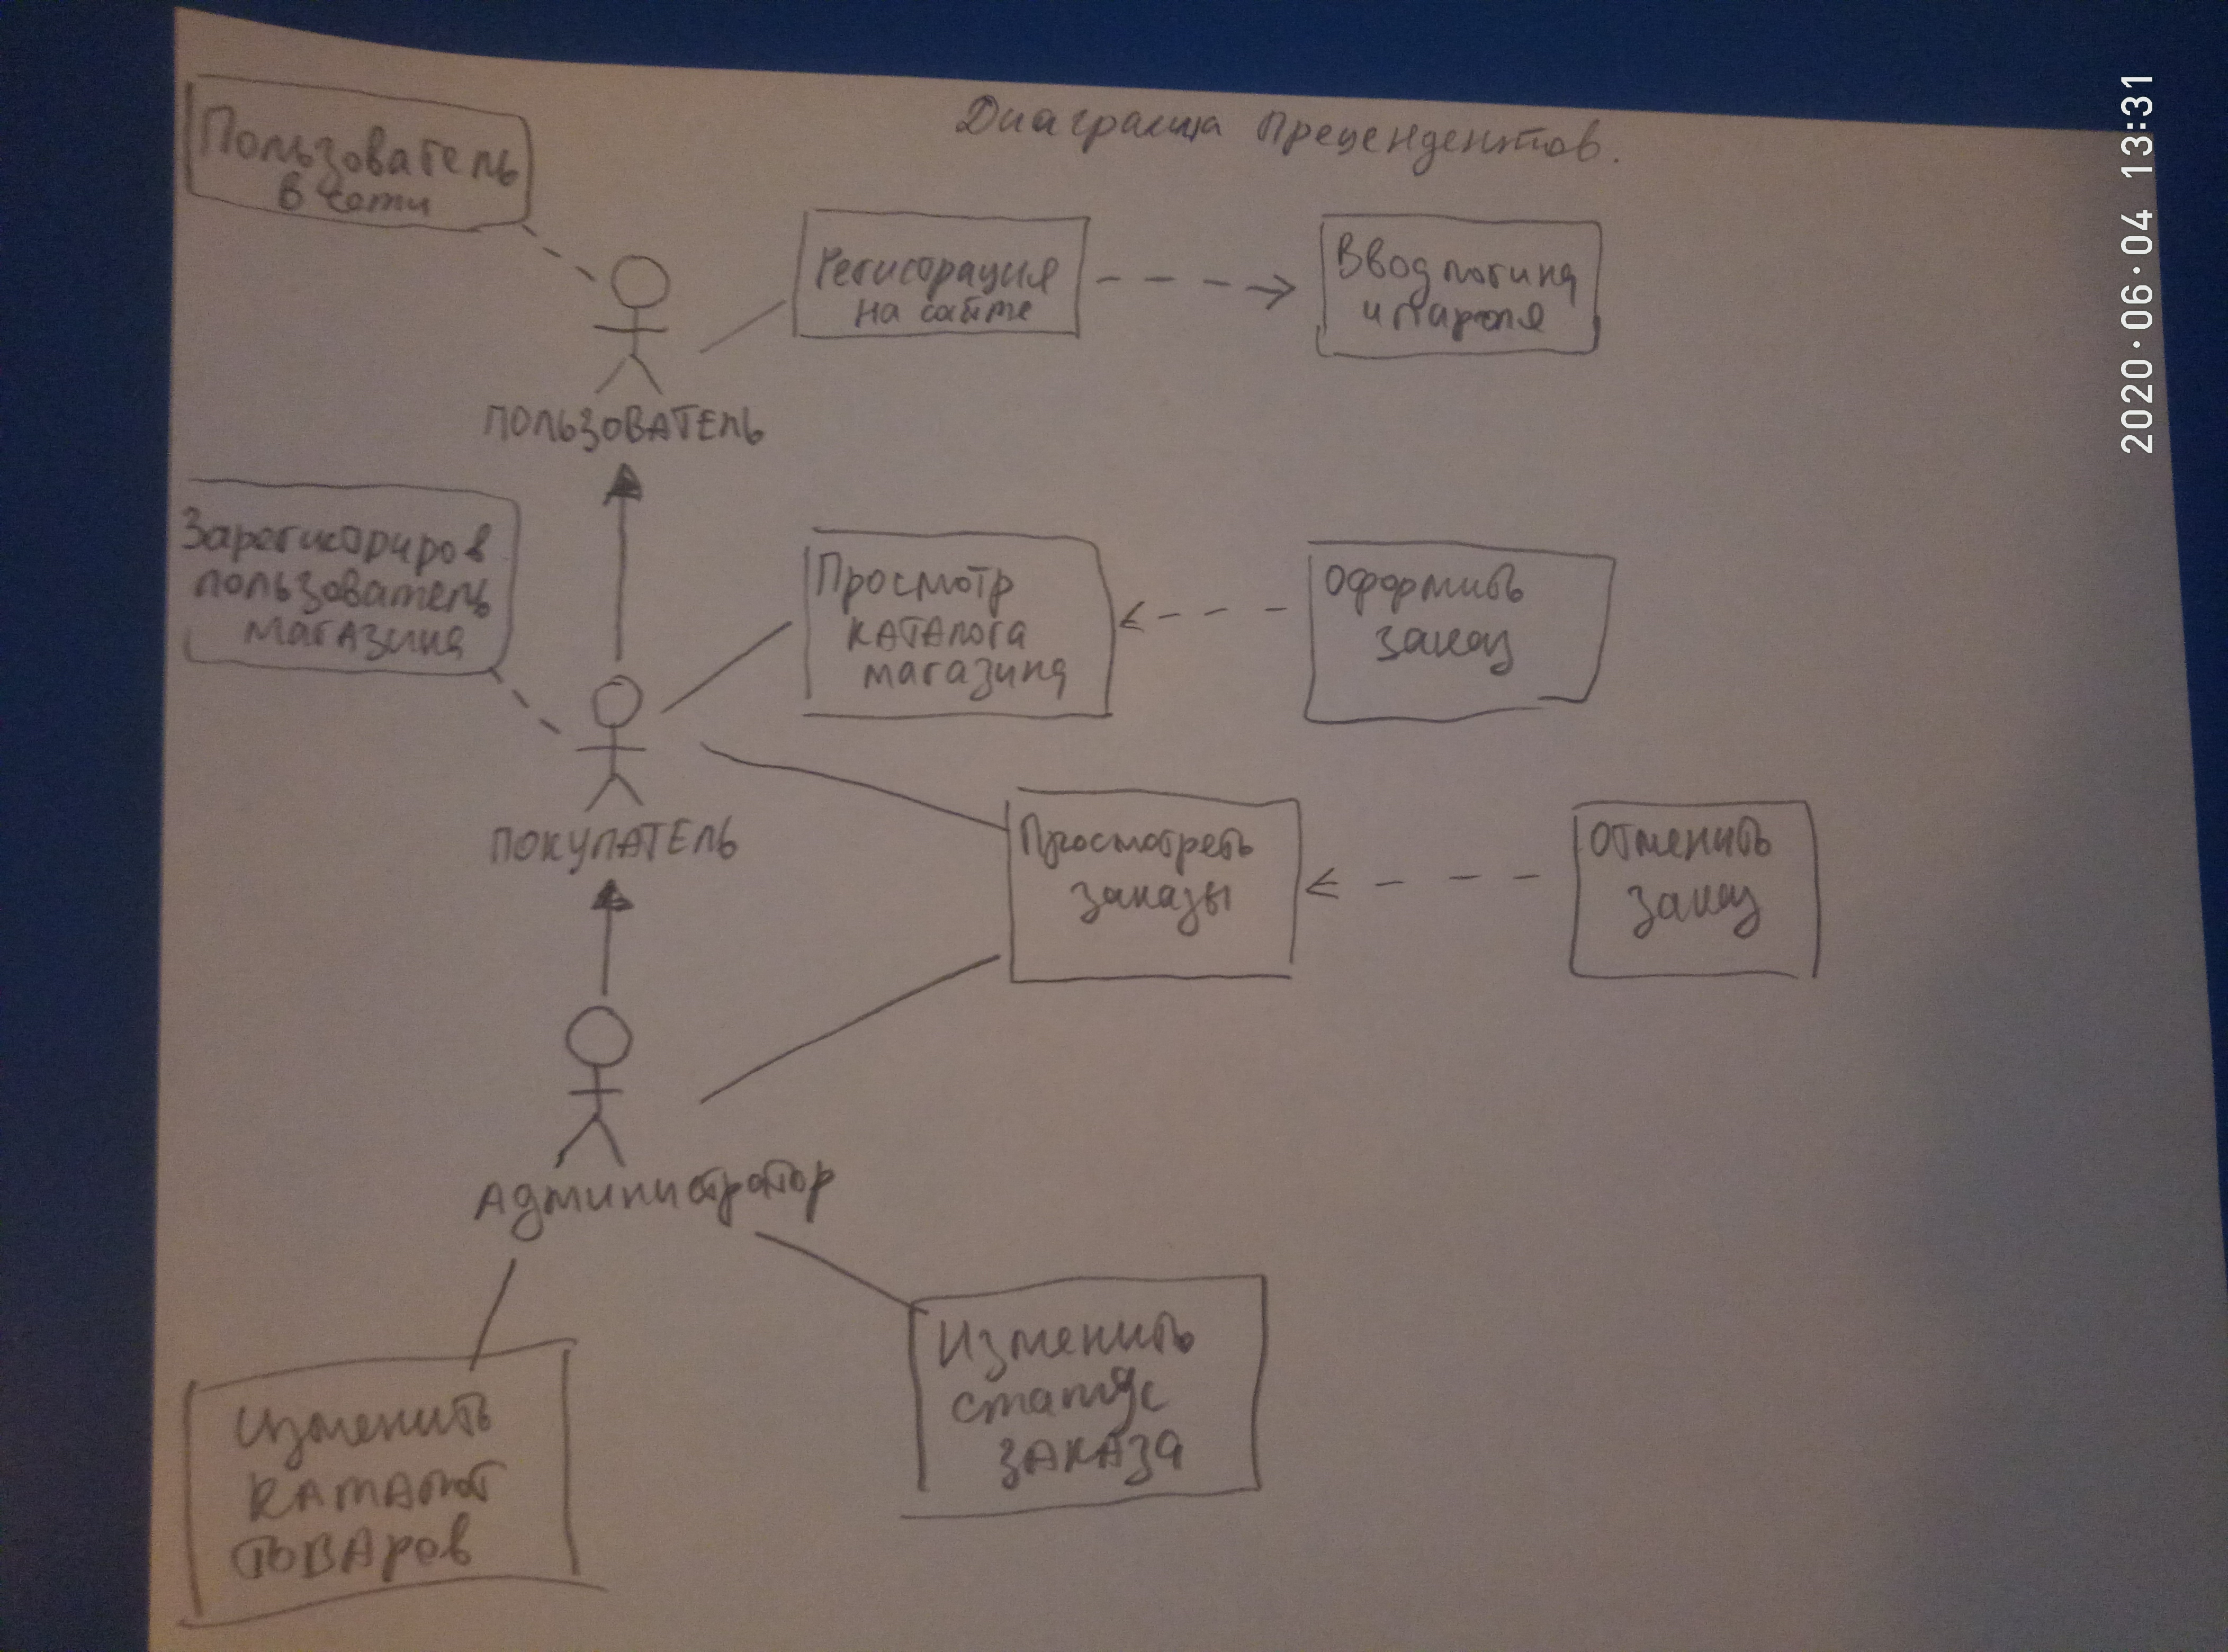 Диаграмма Прецендентов.
Пользователь
в сети
Регистрация
на сайте
Ввод логина
и пароля
ПОЛЬЗОВАТЕЛЬ
Зарегистриров
пользователь
магазина
Просмотр
каталога
магазина
Оформить
заказ
ПОКУПАТЕЛЬ
Просмотреть
заказы
Отменить
заказ
Администратор
Изменить
статус
ЗАКАЗА
Изменить
каталог
товаров
2020.06.04 13:31